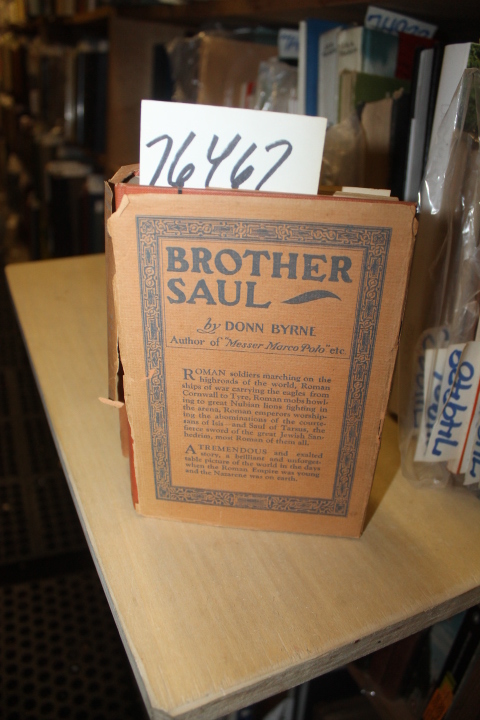 76467
BROTHER
SAUL
by DONN BYRNE
Author of "Messer Marco Polo" etc
ROMAN soldiers marching on the
highroads of the world, Roman
ships of war carrying the eagles from
Cornwall to Tyre, Roman mobs howl-
ing to great Nubian lions fighting in
the arena, Roman emperors worship-
ing the abominations of the courte-
sans of Isis—and Saul of Tarsus, the
fierce sword of the great Jewish San-
hedrim, most Roman of them all.
A TREMENDOUS and exalted
story, a brilliant and unforget-
table picture of the world in the days
when the Roman Empire was young
and the Nazarene was on earth.